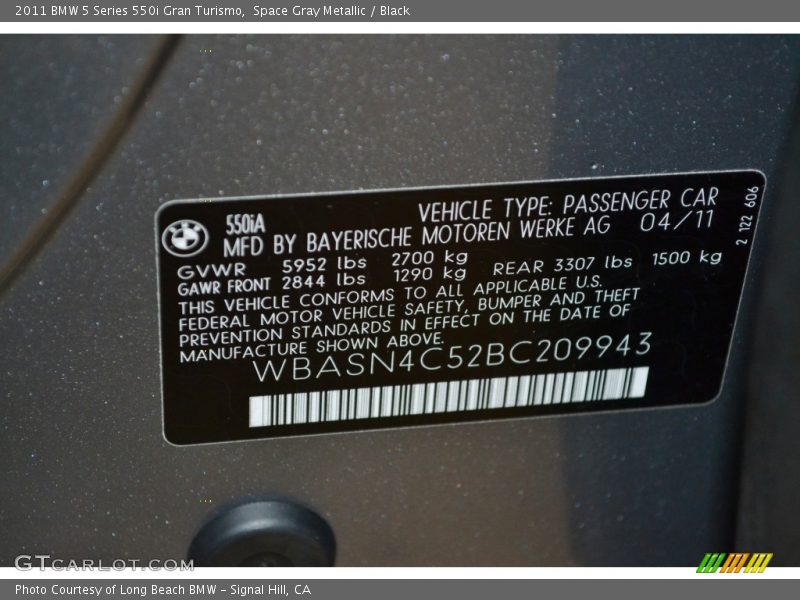 2011 BMW 5 Series 550i Gran Turismo, Space Gray Metallic / Black
550iA
VEHICLE TYPE: PASSENGER CAR
MFD BY BAYERISCHE MOTOREN WERKE AG 04/11
GVWR 5952 lbs 2700 kg
GAWR FRONT 2844 lbs 1290 kg REAR 3307 lbs 1500 kg
THIS VEHICLE CONFORMS TO ALL APPLICABLE U.S.
FEDERAL MOTOR VEHICLE SAFETY, BUMPER AND THEFT
PREVENTION STANDARDS IN EFFECT ON THE DATE OF
MANUFACTURE SHOWN ABOVE.
WBASN4C52BC209943
2 122 606
GTCARLOT.COM
Photo Courtesy of Long Beach BMW - Signal Hill, CA